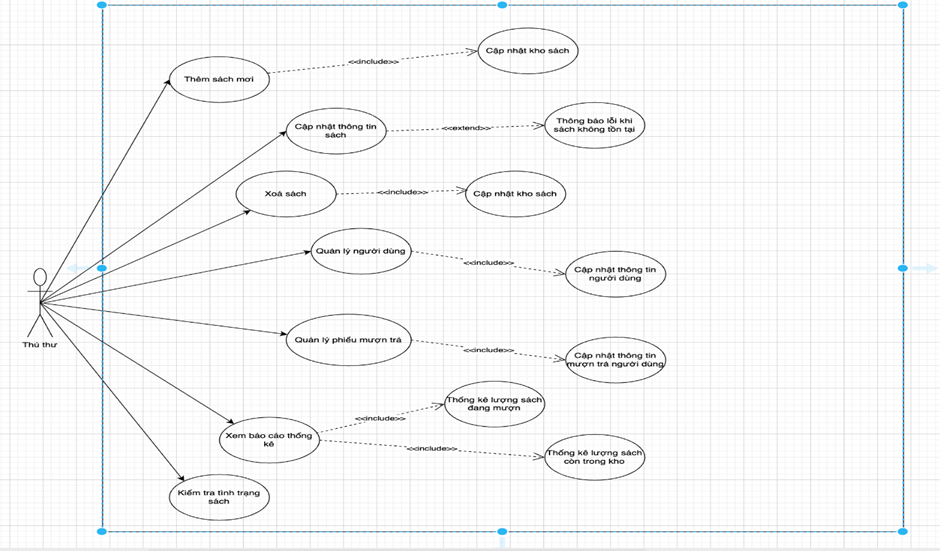 Cập nhật kho sách
<<include>>
Thêm sách mơi
Thông báo lỗi khi
sách không tồn tại
Cập nhật thông tin
sách
<<extend>>
Xoá sách
<<include>>
Cập nhật kho sách
Quản lý người dùng
<<include>>
Cập nhật thông tin
người dùng
Thủ thư
Quản lý phiếu mượn trả
<<include>>
Cập nhật thông tin
mượn trả người dùng
Thống kê lượng sách
đang mượn
<<include>>
Xem báo cáo thống
kê
<<include>>
Thống kê lượng sách
còn trong kho
Kiểm tra tình trạng
sách